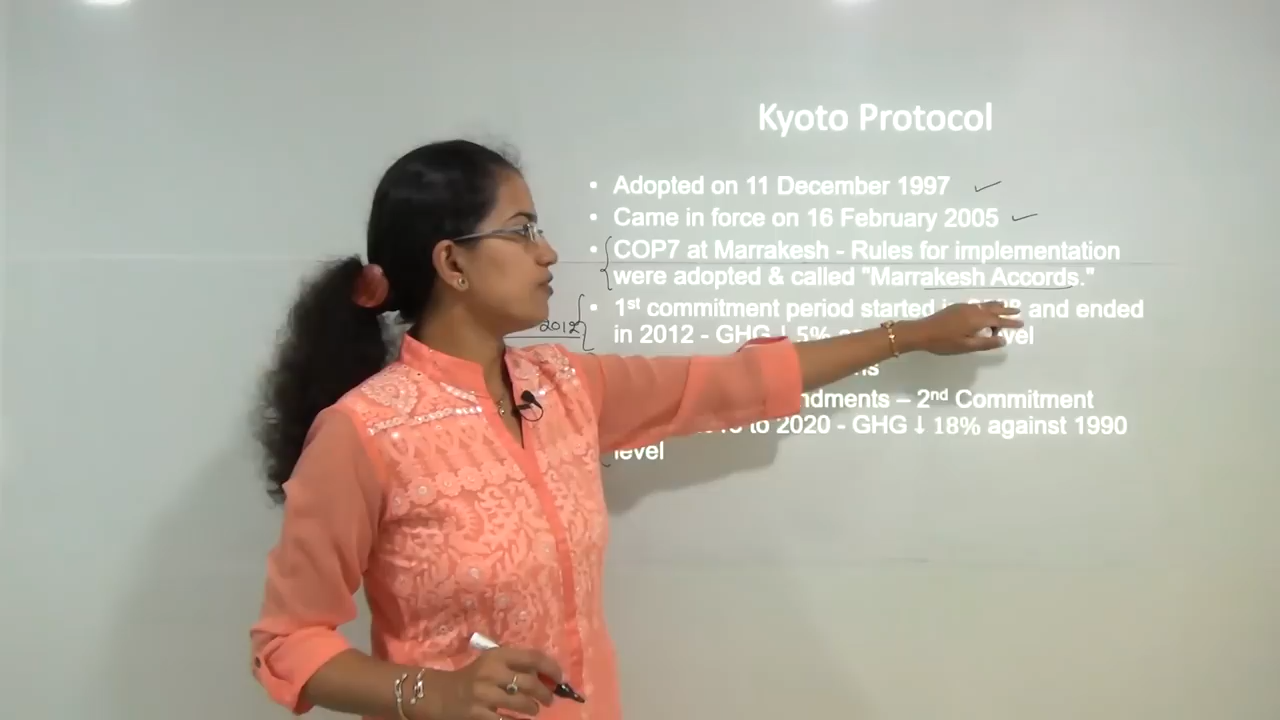 Kyoto Protocol
• Adopted on 11 December 1997
• Came in force on 16 February 2005
• COP7 at Marrakesh - Rules for implementation
were adopted & called "Marrakesh Accords."
• 1st commitment period started and ended
in 2012 - GHG ↓ 5%
2012
2nd Commitment
to 2020 - GHG ↓ 18% against 1990
level